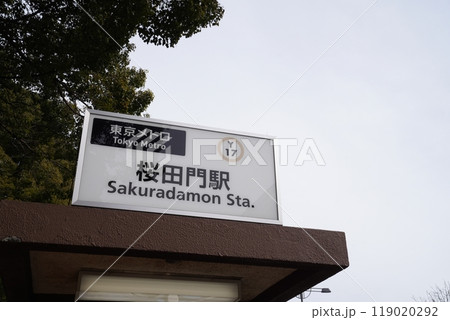 東京メトロ
Tokyo Metro
Y
17
桜田門駅
Sakuradamon Sta.
PIXTA
119020292